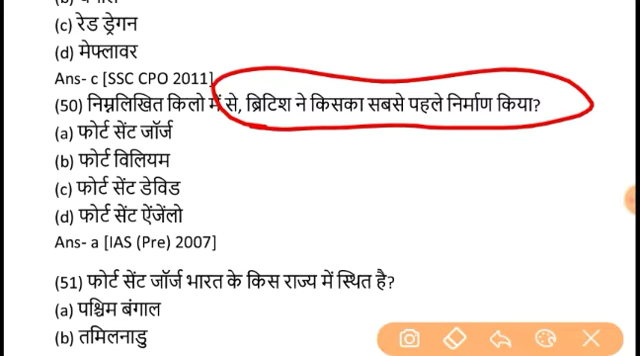 (c) रेड ड्रेगन
(d) मेफ्लावर
Ans- c [SSC CPO 2011]
(50) निम्नलिखित किलो में से, ब्रिटिश ने किसका सबसे पहले निर्माण किया?
(a) फोर्ट सेंट जॉर्ज
(b) फोर्ट विलियम
(c) फोर्ट सेंट डेविड
(d) फोर्ट सेंट ऐंजेंलो
Ans- a [IAS (Pre) 2007]
(51) फोर्ट सेंट जॉर्ज भारत के किस राज्य में स्थित है?
(a) पश्चिम बंगाल
(b) तमिलनाडु